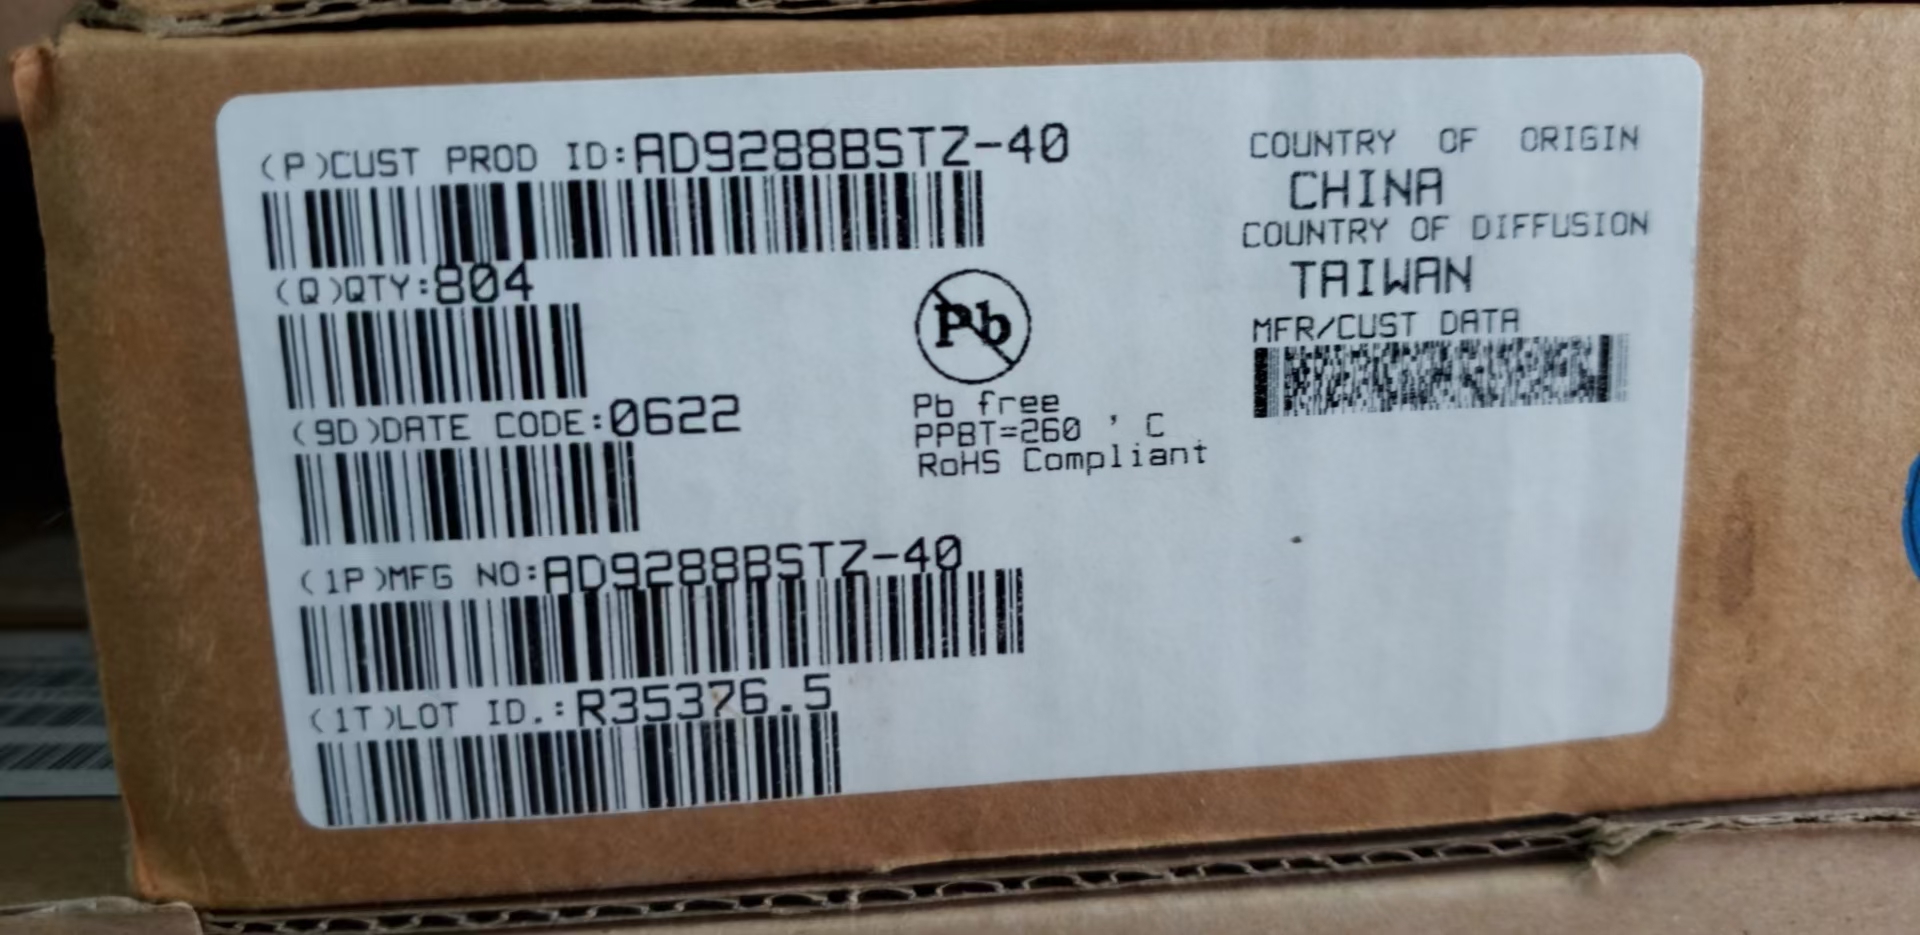 (P)CUST PROD ID:AD9288BSTZ-40
(Q)QTY:804
(9D)DATE CODE:0622
(1P)MFG NO:AD9288BSTZ-40
(1T)LOT ID.:R35376.5
Pb
Pb free
PPBT=260 ' C
RoHS Compliant
COUNTRY OF ORIGIN
CHINA
COUNTRY OF DIFFUSION
TAIWAN
MFR/CUST DATA